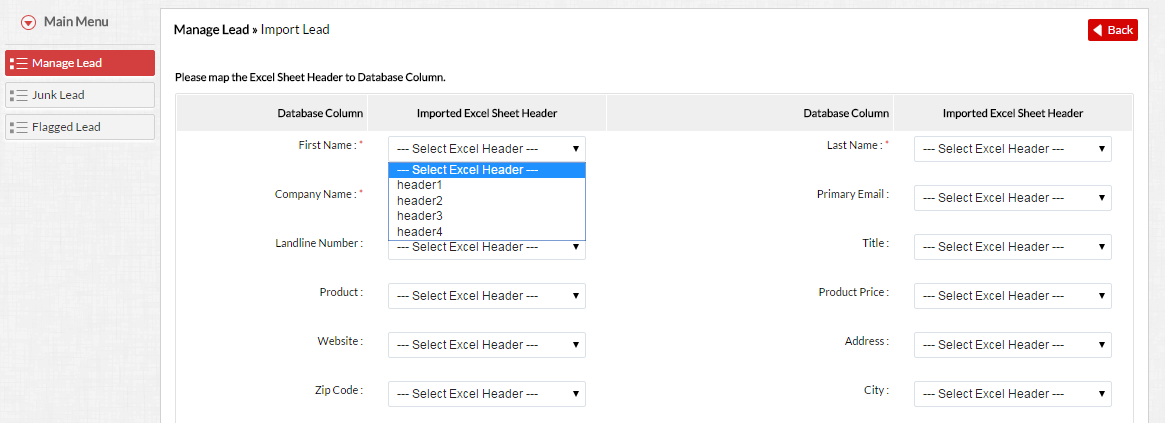 Main Menu
Manage Lead
Junk Lead
Flagged Lead
Manage Lead » Import Lead
Back
Please map the Excel Sheet Header to Database Column.
Database Column Imported Excel Sheet Header Database Column Imported Excel Sheet Header
First Name : * --- Select Excel Header --- Last Name : * --- Select Excel Header ---
--- Select Excel Header ---
header1
header2
header3
header4
Company Name : * Primary Email : --- Select Excel Header ---
Landline Number : --- Select Excel Header --- Title : --- Select Excel Header ---
Product : --- Select Excel Header --- Product Price : --- Select Excel Header ---
Website : --- Select Excel Header --- Address : --- Select Excel Header ---
Zip Code : --- Select Excel Header --- City : --- Select Excel Header ---